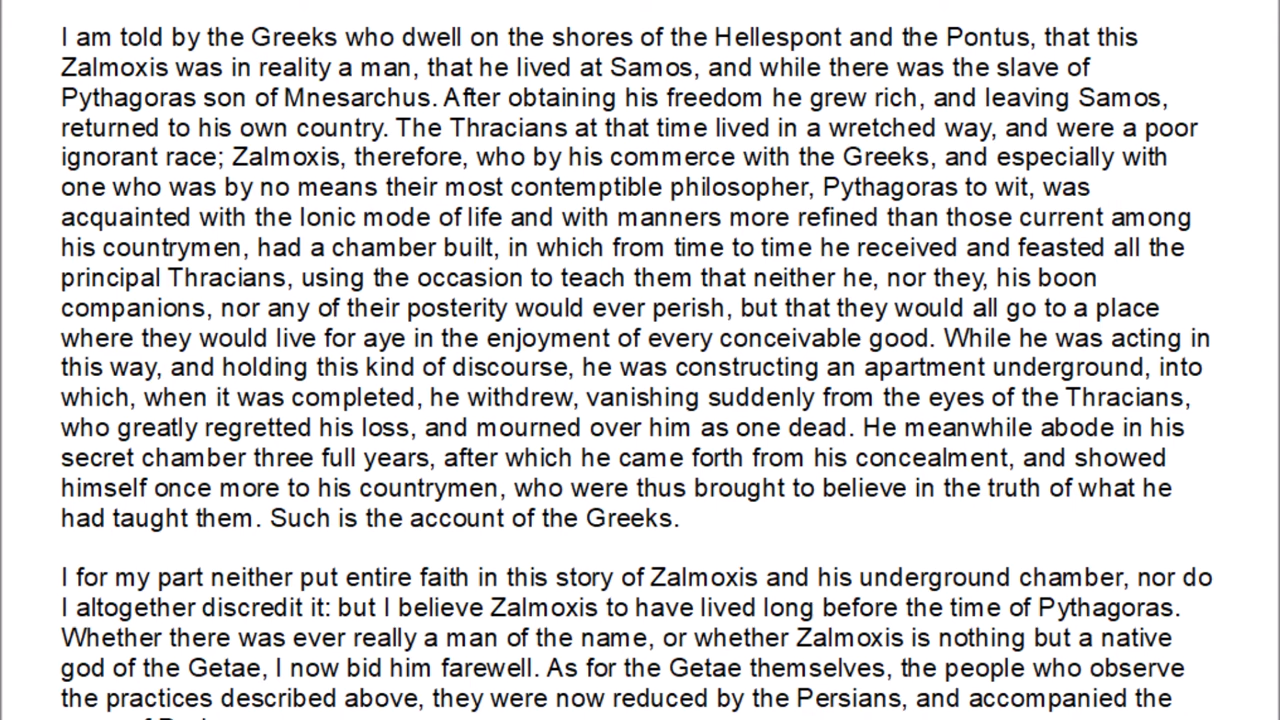 I am told by the Greeks who dwell on the shores of the Hellespont and the Pontus, that this
Zalmoxis was in reality a man, that he lived at Samos, and while there was the slave of
Pythagoras son of Mnesarchus. After obtaining his freedom he grew rich, and leaving Samos,
returned to his own country. The Thracians at that time lived in a wretched way, and were a poor
ignorant race; Zalmoxis, therefore, who by his commerce with the Greeks, and especially with
one who was by no means their most contemptible philosopher, Pythagoras to wit, was
acquainted with the Ionic mode of life and with manners more refined than those current among
his countrymen, had a chamber built, in which from time to time he received and feasted all the
principal Thracians, using the occasion to teach them that neither he, nor they, his boon
companions, nor any of their posterity would ever perish, but that they would all go to a place
where they would live for aye in the enjoyment of every conceivable good. While he was acting in
this way, and holding this kind of discourse, he was constructing an apartment underground, into
which, when it was completed, he withdrew, vanishing suddenly from the eyes of the Thracians,
who greatly regretted his loss, and mourned over him as one dead. He meanwhile abode in his
secret chamber three full years, after which he came forth from his concealment, and showed
himself once more to his countrymen, who were thus brought to believe in the truth of what he
had taught them. Such is the account of the Greeks.
I for my part neither put entire faith in this story of Zalmoxis and his underground chamber, nor do
I altogether discredit it: but I believe Zalmoxis to have lived long before the time of Pythagoras.
Whether there was ever really a man of the name, or whether Zalmoxis is nothing but a native
god of the Getae, I now bid him farewell. As for the Getae themselves, the people who observe
the practices described above, they were now reduced by the Persians, and accompanied the